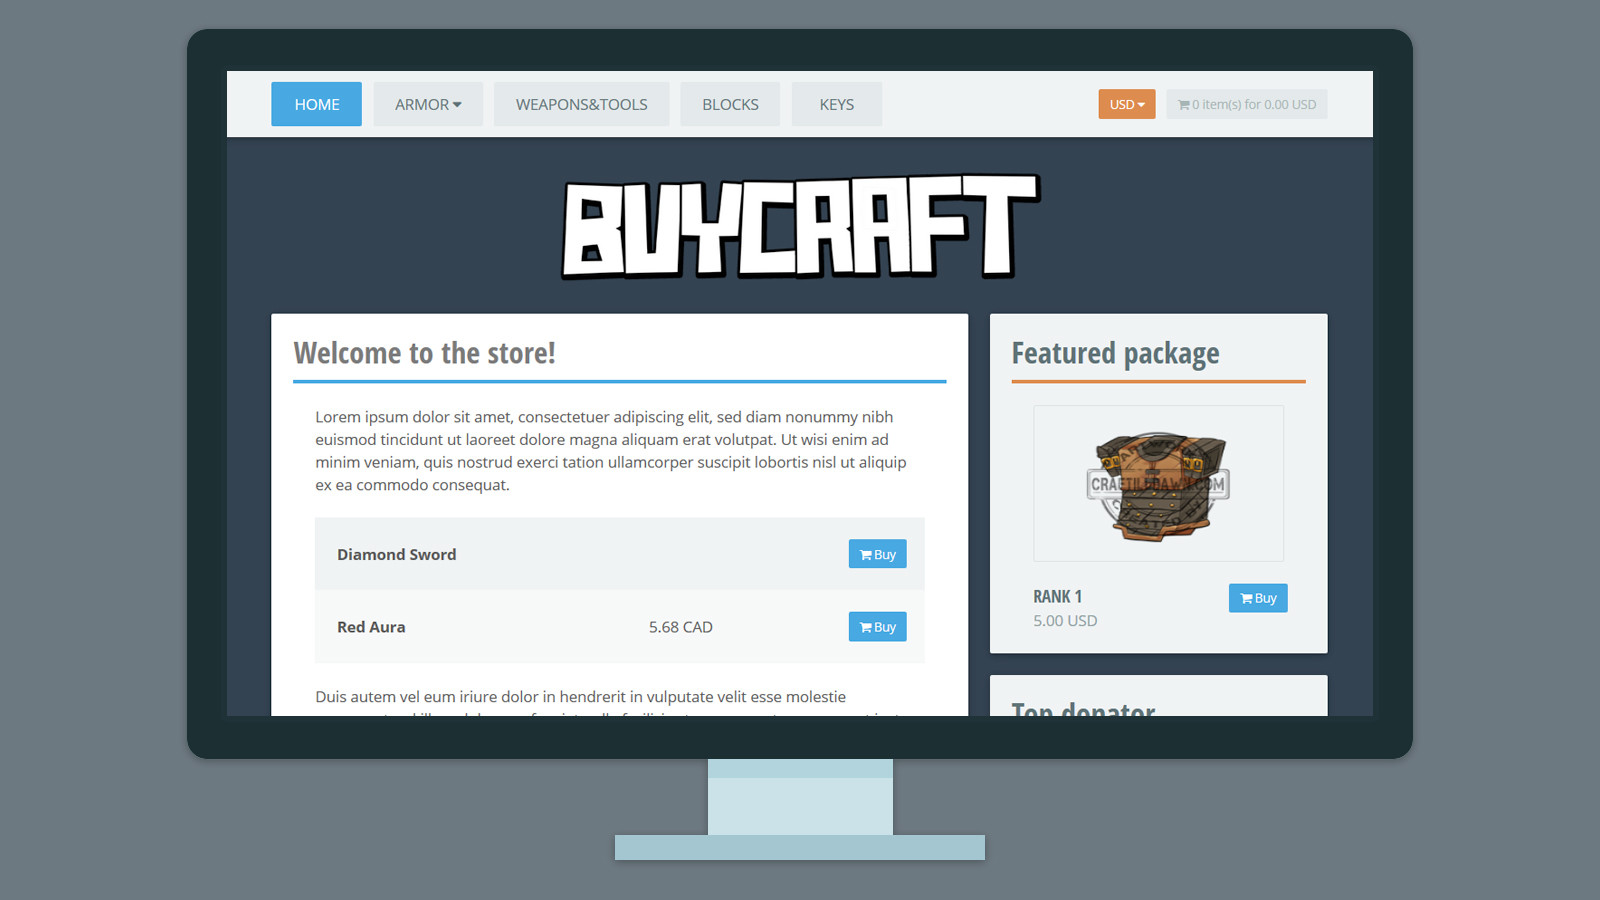 HOME
ARMOR
WEAPONS&TOOLS
BLOCKS
KEYS
USD
0 item(s) for 0.00 USD
BUYCRAFT
Welcome to the store!
Lorem ipsum dolor sit amet, consectetuer adipiscing elit, sed diam nonummy nibh
euismod tincidunt ut laoreet dolore magna aliquam erat volutpat. Ut wisi enim ad
minim veniam, quis nostrud exerci tation ullamcorper suscipit lobortis nisl ut aliquip
ex ea commodo consequat.
Diamond Sword
Buy
Red Aura
5.68 CAD
Buy
Duis autem vel eum iriure dolor in hendrerit in vulputate velit esse molestie
Featured package
CRAFTILLDAWN.COM
RANK 1
5.00 USD
Buy
Top donator